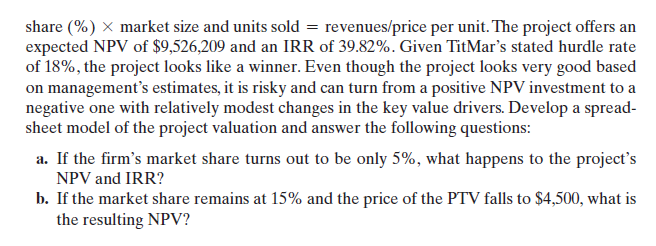 share (%) × market size and units sold = revenues/price per unit. The project offers an
expected NPV of $9,526,209 and an IRR of 39.82%. Given TitMar's stated hurdle rate
of 18%, the project looks like a winner. Even though the project looks very good based
on management's estimates, it is risky and can turn from a positive NPV investment to a
negative one with relatively modest changes in the key value drivers. Develop a spread-
sheet model of the project valuation and answer the following questions:
a. If the firm's market share turns out to be only 5%, what happens to the project's
NPV and IRR?
b. If the market share remains at 15% and the price of the PTV falls to $4,500, what is
the resulting NPV?